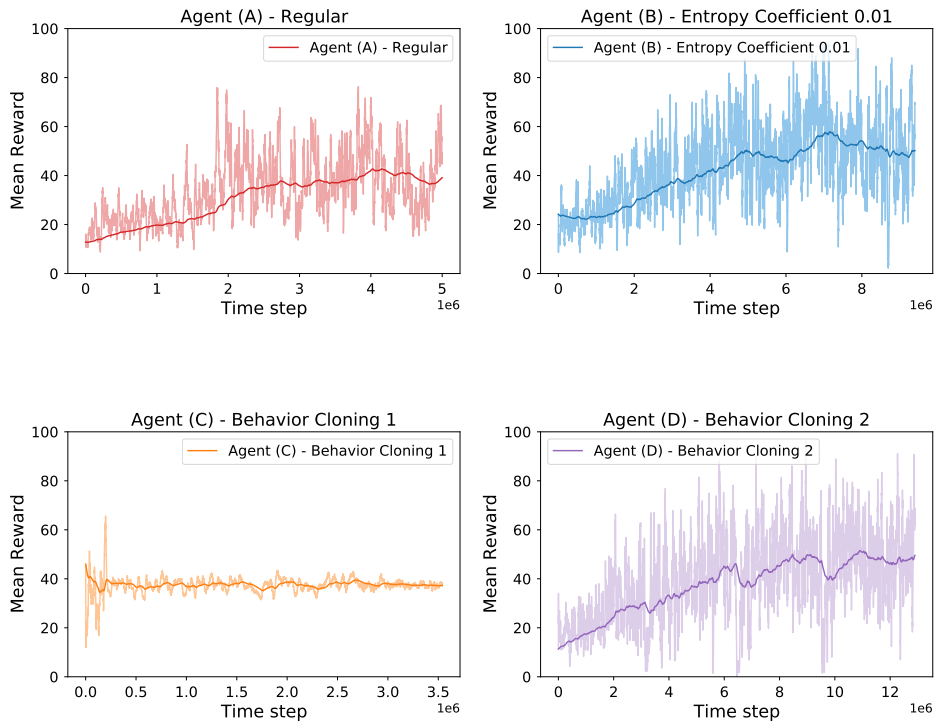 Agent (A) - Regular
Agent (A) - Regular
Mean Reward
100
80
60
40
20
0
0 1 2 3 4 5
1e6
Time step
Agent (B) - Entropy Coefficient 0.01
Agent (B) - Entropy Coefficient 0.01
Mean Reward
100
80
60
40
20
0
0 2 4 6 8
1e6
Time step
Agent (C) - Behavior Cloning 1
Agent (C) - Behavior Cloning 1
Mean Reward
100
80
60
40
20
0
0.0 0.5 1.0 1.5 2.0 2.5 3.0 3.5
1e6
Time step
Agent (D) - Behavior Cloning 2
Agent (D) - Behavior Cloning 2
Mean Reward
100
80
60
40
20
0
0 2 4 6 8 10 12
1e6
Time step